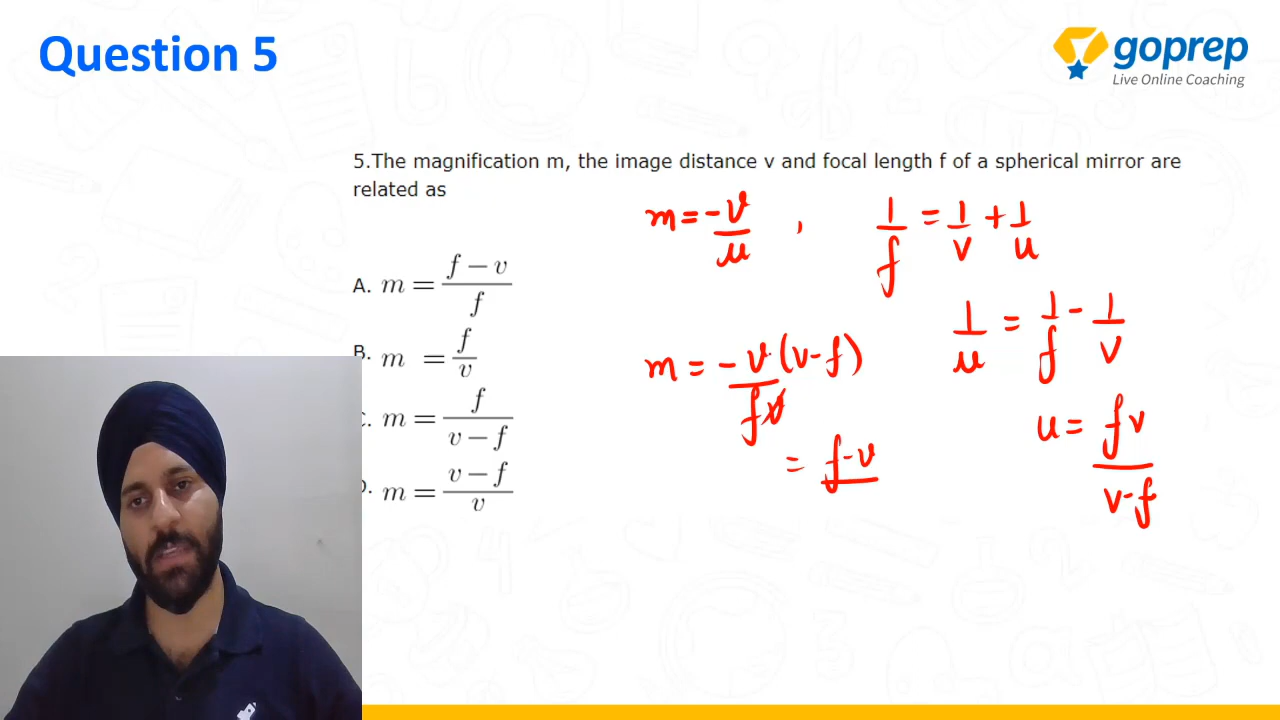 Question 5
goprep
Live Online Coaching
5.The magnification m, the image distance v and focal length f of a spherical mirror are
related as
A. m = (f − v)/f
B. m = f/v
C. m = f/(v − f)
D. m = (v − f)/v
m = -v/u , 1/f = 1/v + 1/u
1/u = 1/f - 1/v
m = -v(v-f)/fv
u = fv/(v-f)
= f-v